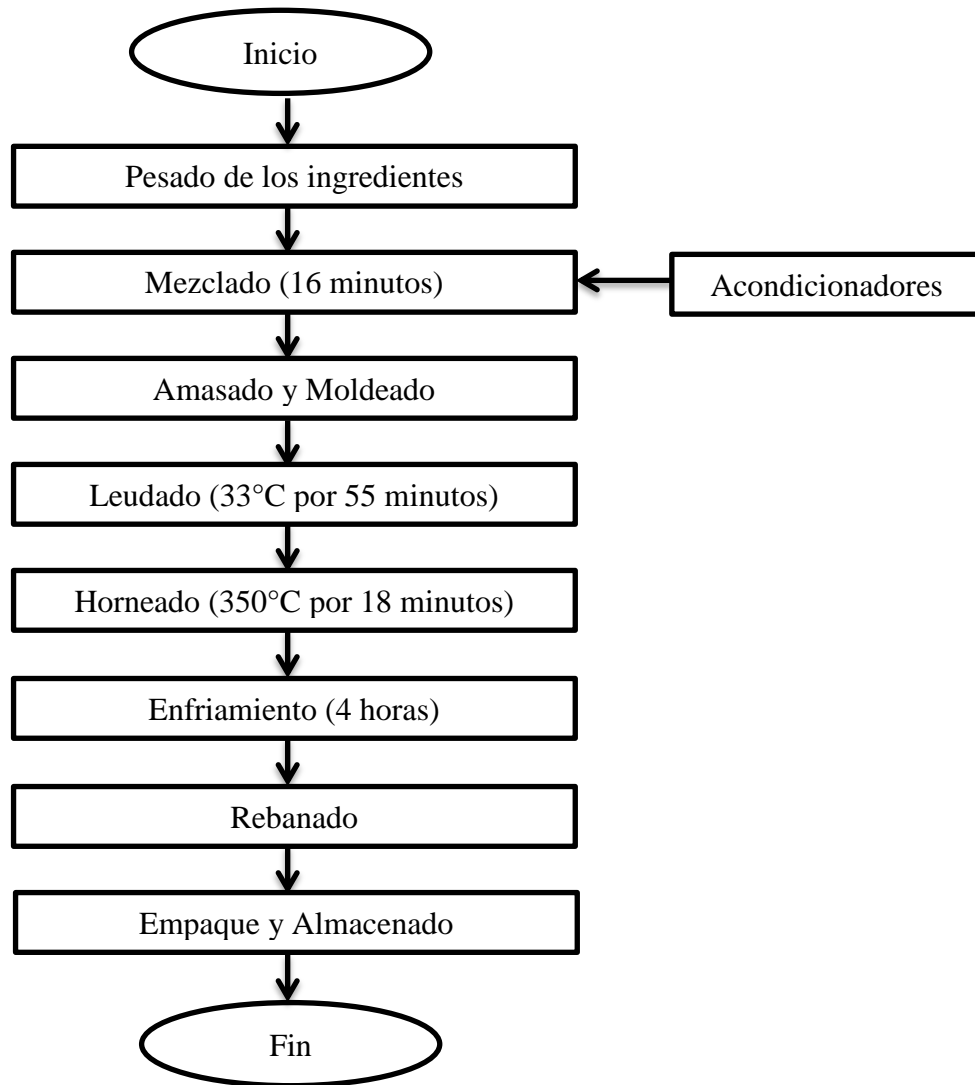 Inicio
Pesado de los ingredientes
Mezclado (16 minutos)
Acondicionadores
Amasado y Moldeado
Leudado (33°C por 55 minutos)
Horneado (350°C por 18 minutos)
Enfriamiento (4 horas)
Rebanado
Empaque y Almacenado
Fin